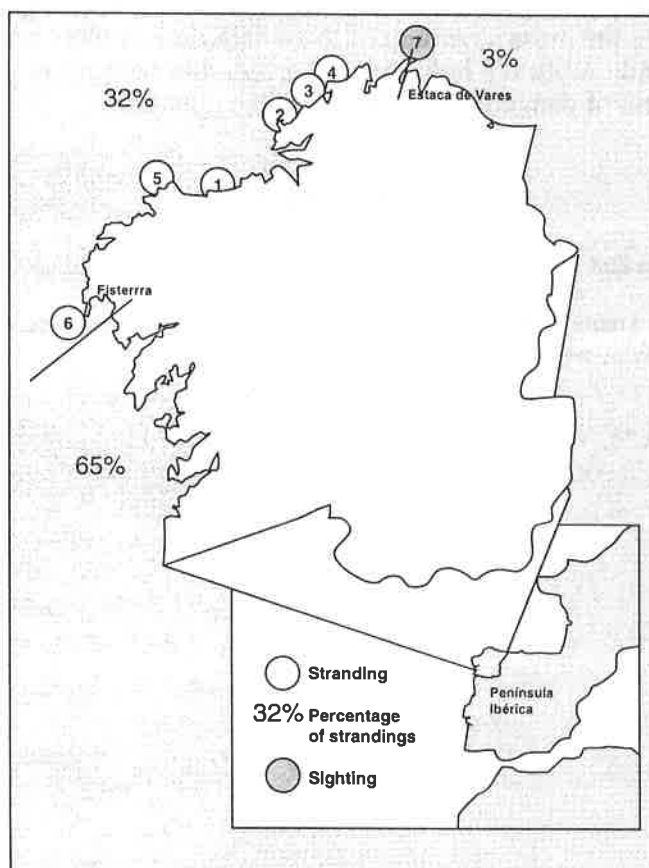 7
3%
4
Estaca de Vares
32%
3
2
5
1
Fisterrra
6
65%
Stranding
Península
Ibérica
32% Percentage
of strandings
Sighting